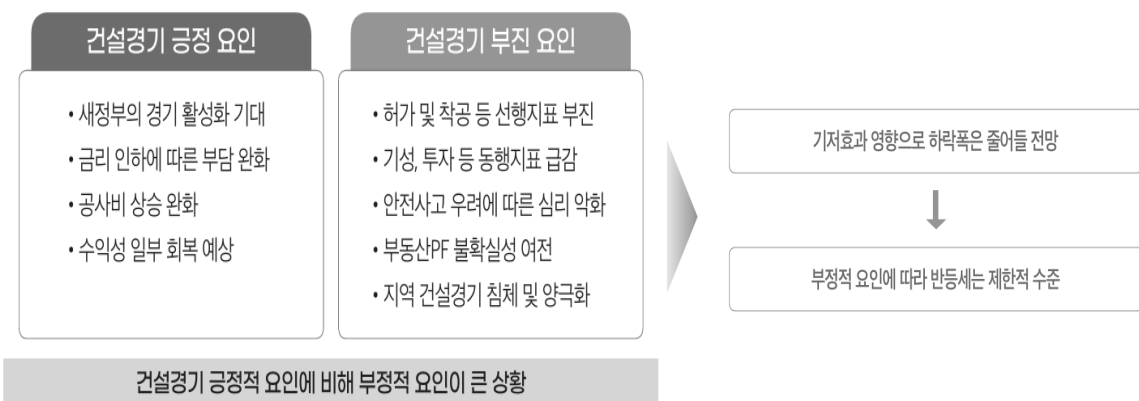 건설경기 긍정 요인
• 새정부의 경기 활성화 기대
• 금리 인하에 따른 부담 완화
• 공사비 상승 완화
• 수익성 일부 회복 예상
건설경기 부진 요인
• 허가 및 착공 등 선행지표 부진
• 기성, 투자 등 동행지표 급감
• 안전사고 우려에 따른 심리 악화
• 부동산PF 불확실성 여전
• 지역 건설경기 침체 및 양극화
건설경기 긍정적 요인에 비해 부정적 요인이 큰 상황
기저효과 영향으로 하락폭은 줄어들 전망
부정적 요인에 따라 반등세는 제한적 수준